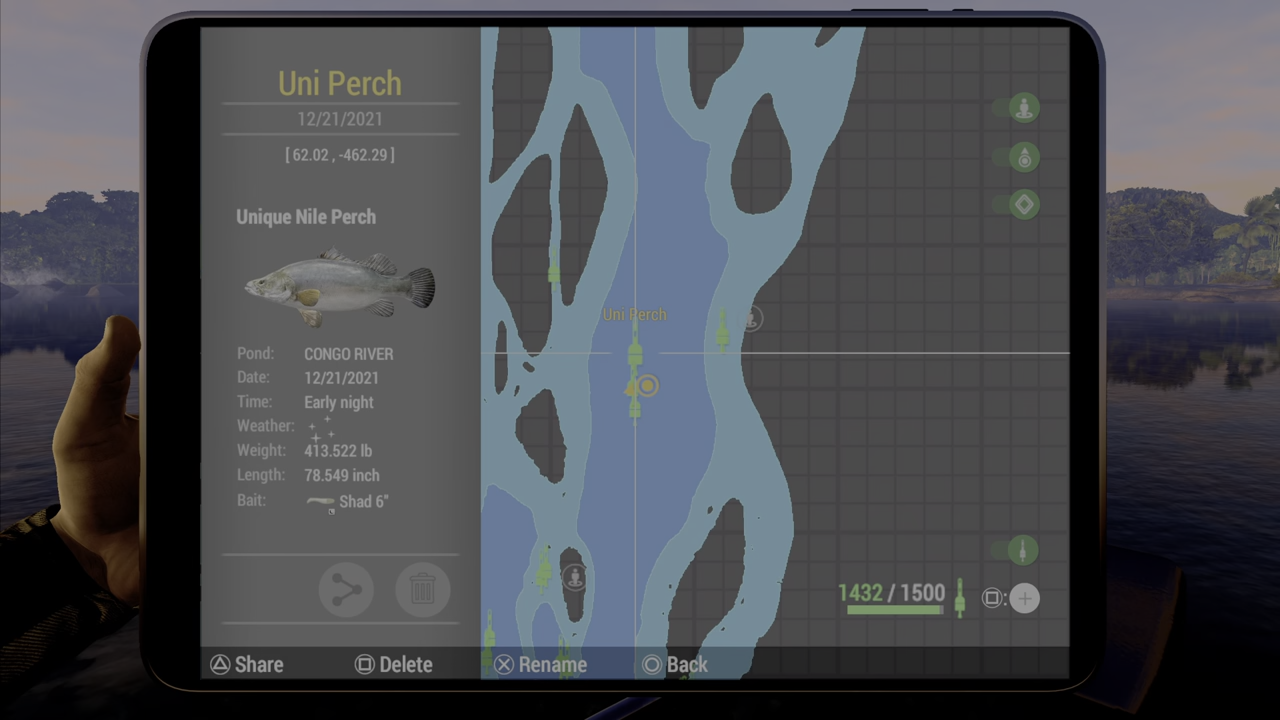 Uni Perch
12/21/2021
[ 62.02 , -462.29 ]
Unique Nile Perch
Pond: CONGO RIVER
Date: 12/21/2021
Time: Early night
Weather:
Weight: 413.522 lb
Length: 78.549 inch
Bait: Shad 6"
Uni Perch
1432 / 1500
:
Share Delete Rename Back